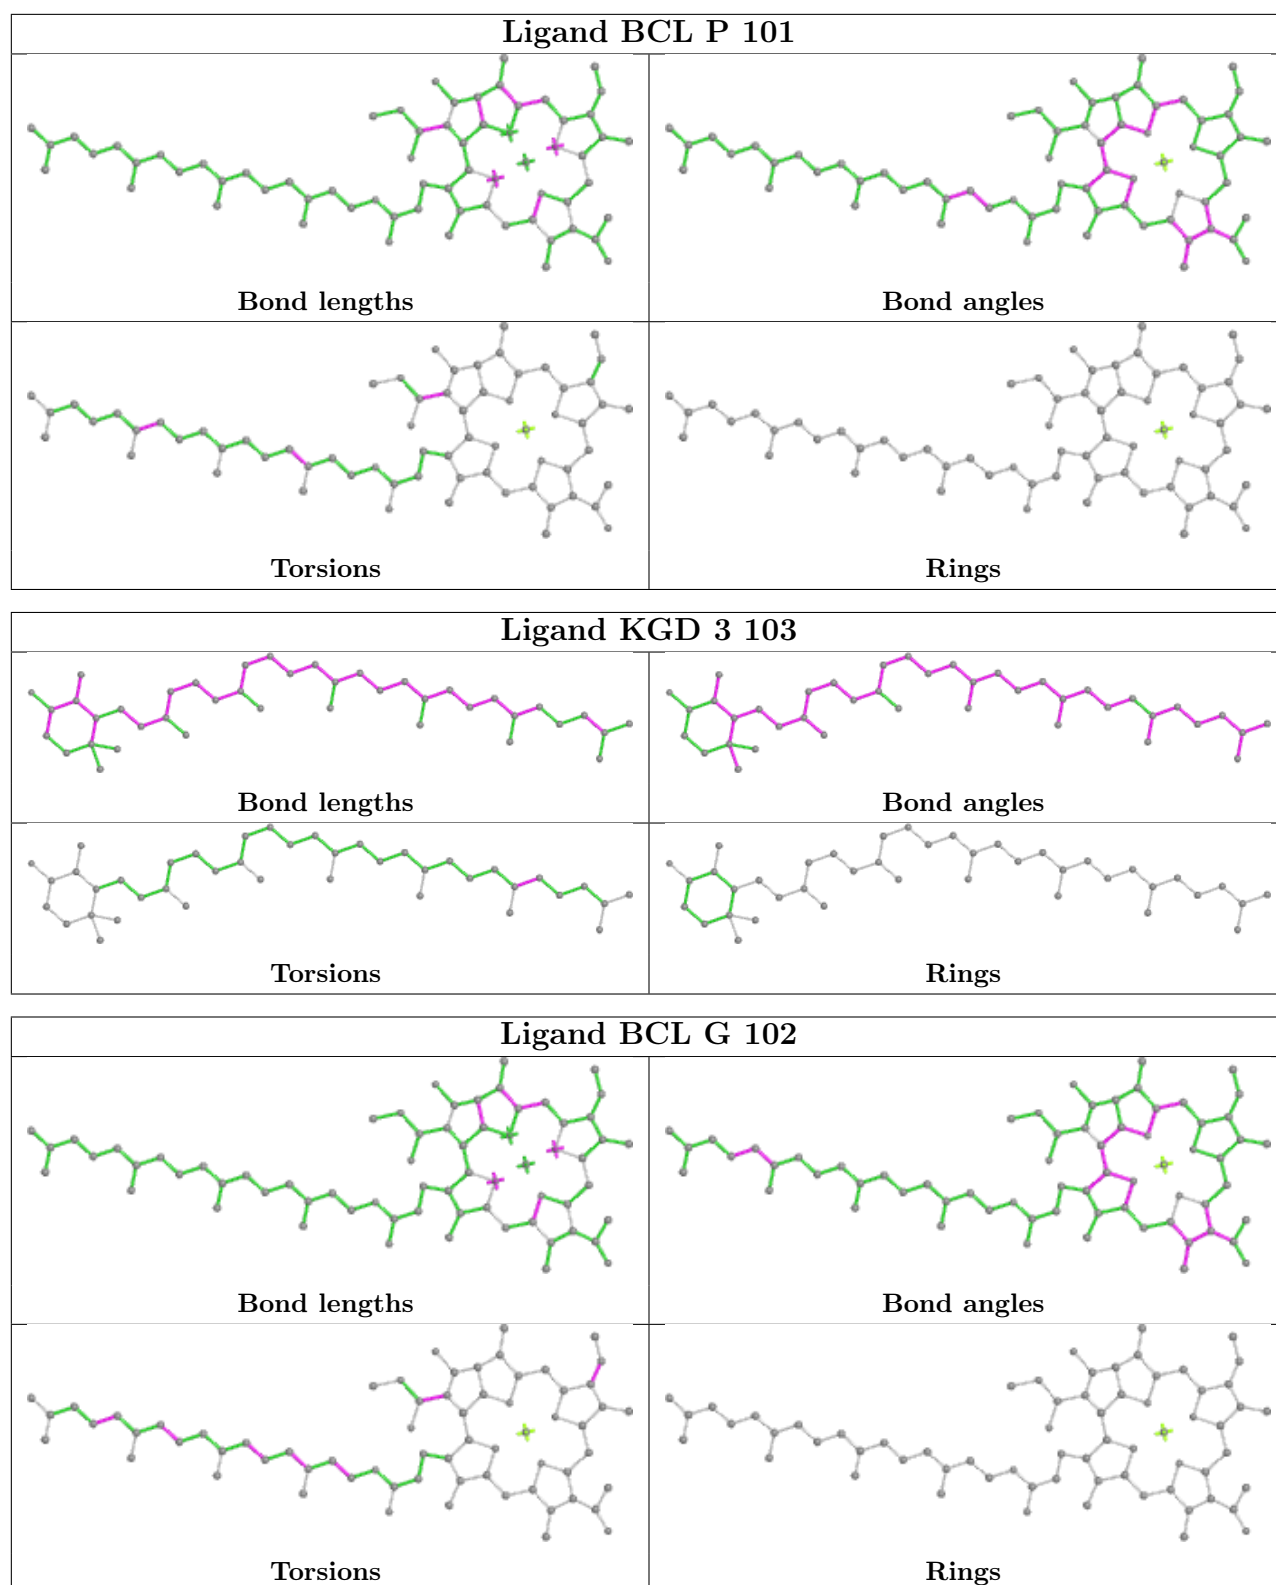 Ligand BCL P 101
Bond lengths
Bond angles
Torsions
Rings
Ligand KGD 3 103
Bond lengths
Bond angles
Torsions
Rings
Ligand BCL G 102
Bond lengths
Bond angles
Torsions
Rings